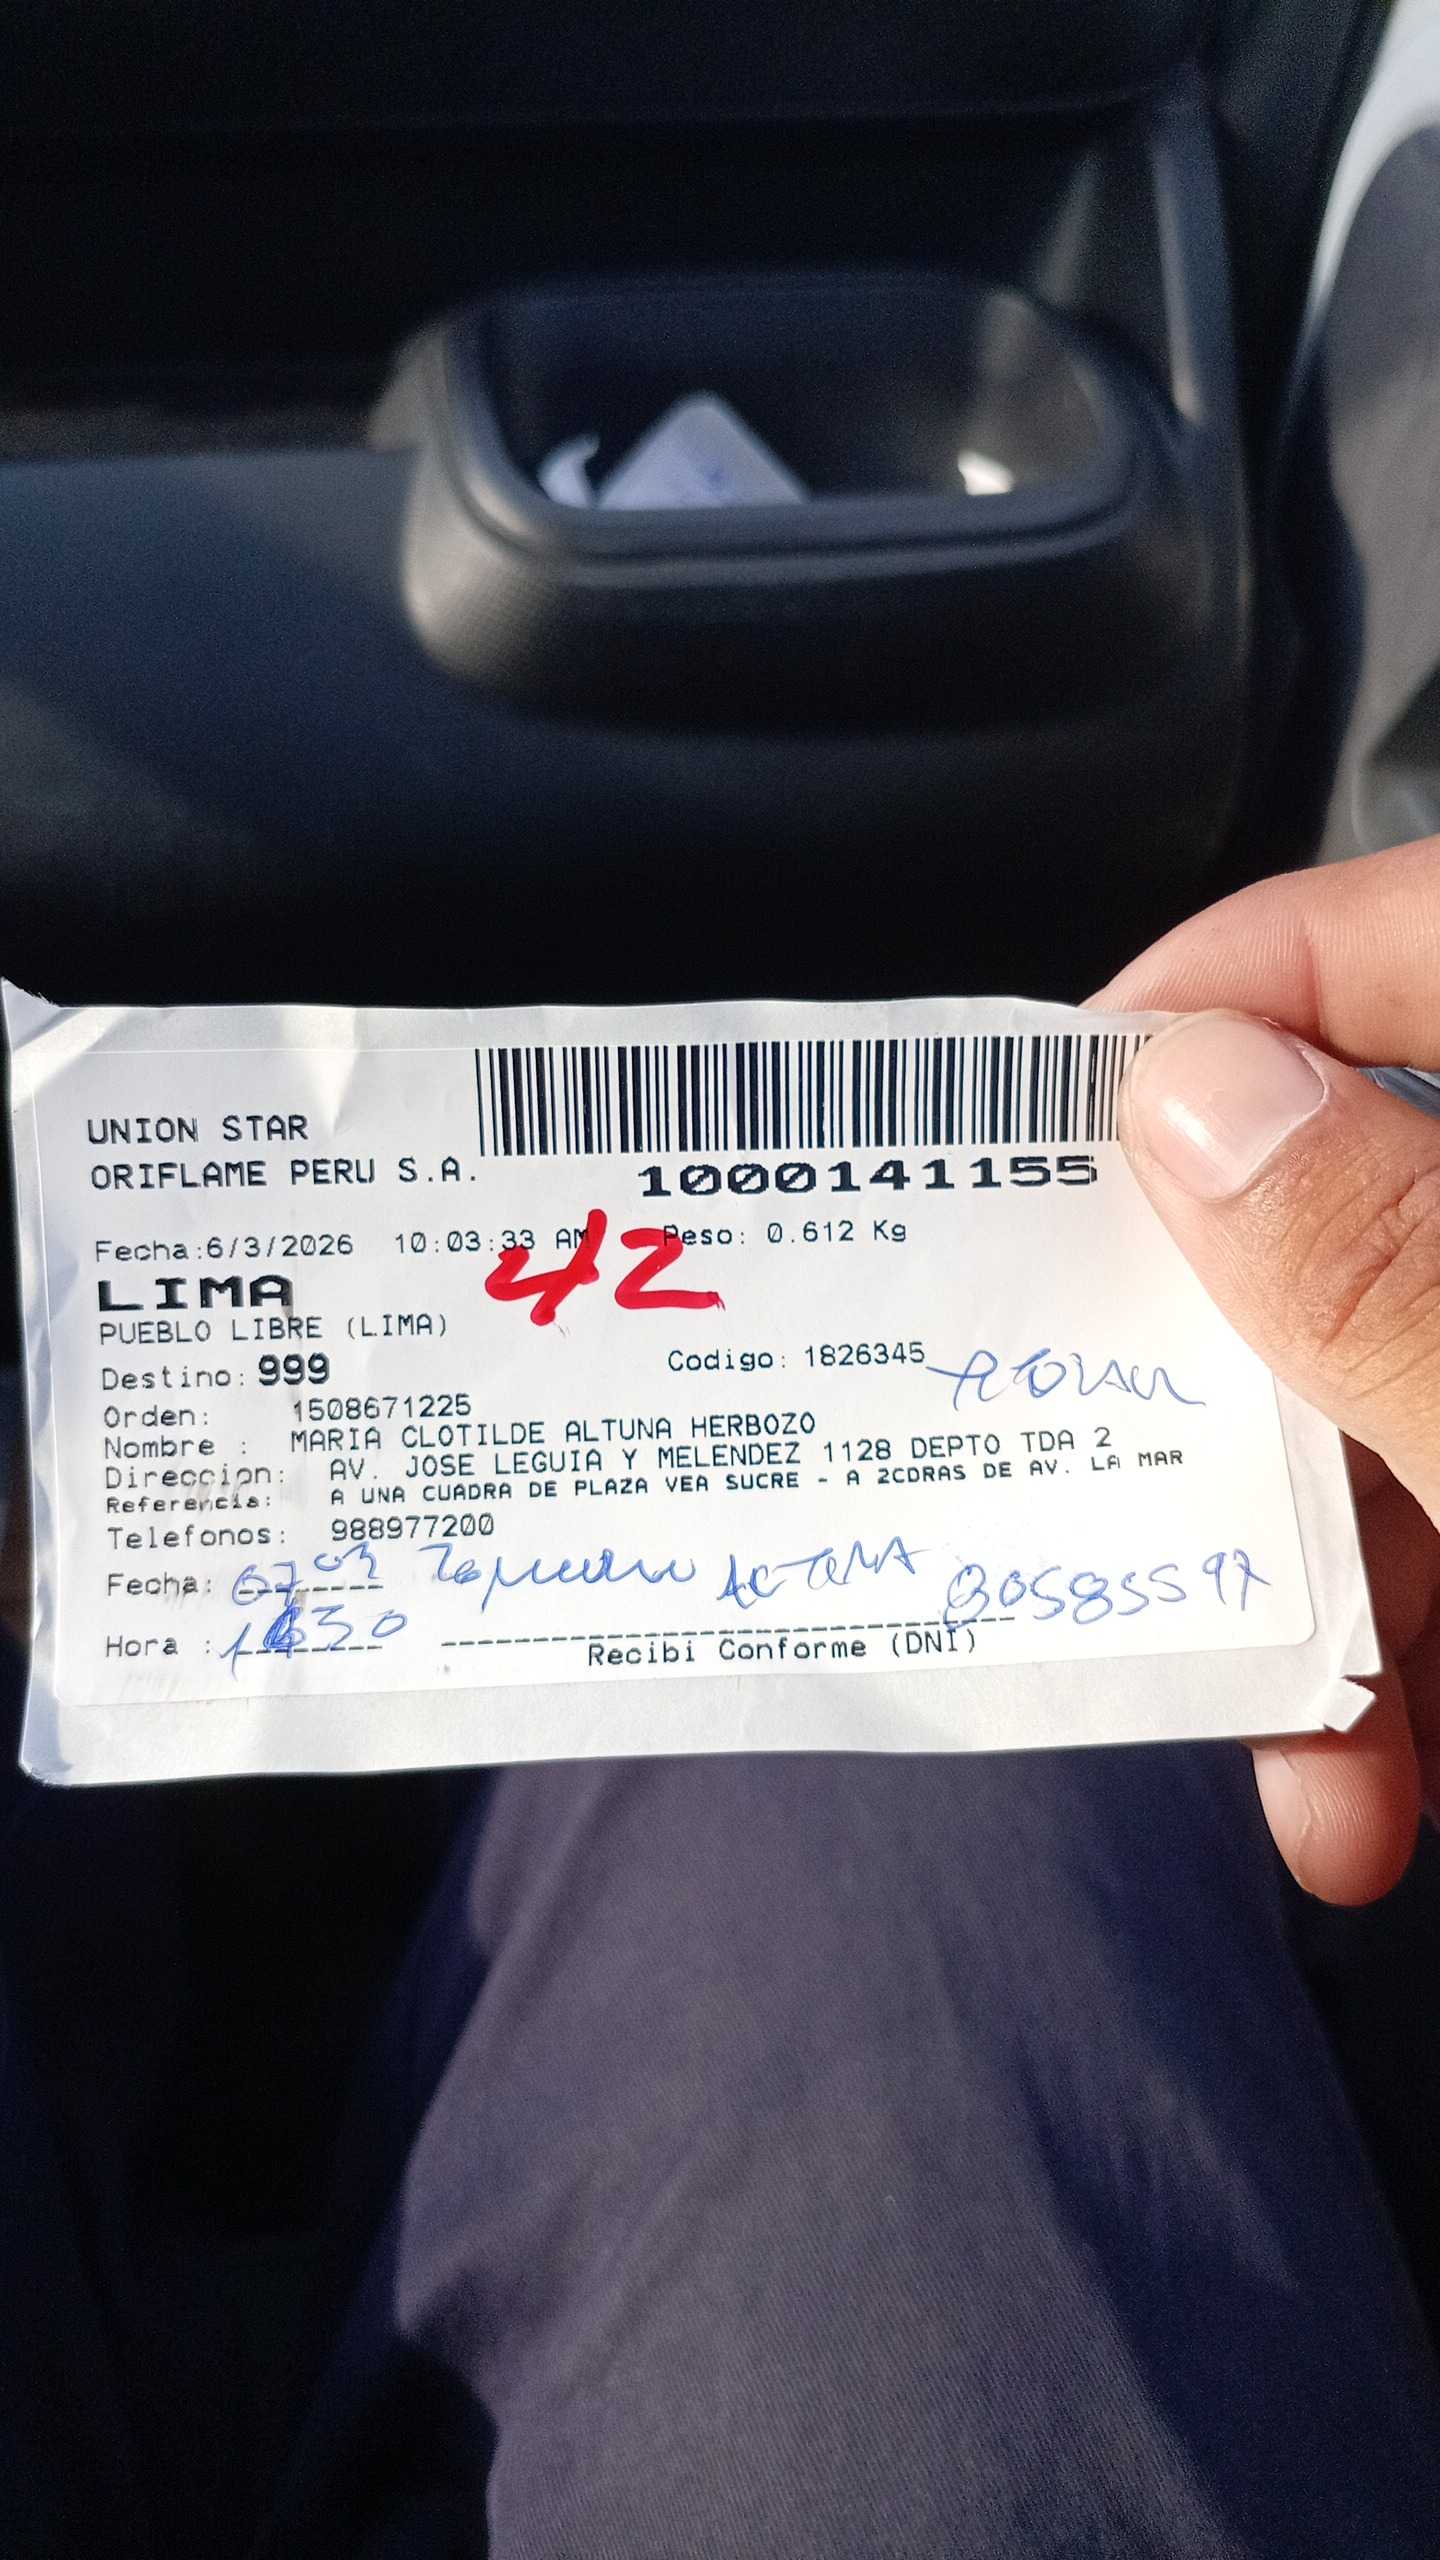 UNION STAR
ORIFLAME PERU S.A.
1000141155
Fecha:6/3/2026 10:03:33 AM Peso: 0.612 Kg
42
LIMA
PUEBLO LIBRE (LIMA)
Destino: 999 Codigo: 1826345
Orden: 1508671225
Nombre : MARIA CLOTILDE ALTUNA HERBOZO
Direccion: AV. JOSE LEGUIA Y MELENDEZ 1128 DEPTO TDA 2
Referencia: A UNA CUADRA DE PLAZA VEA SUCRE - A 2CDRAS DE AV. LA MAR
Telefonos: 988977200
Fecha: 07 03
Hora :
Recibi Conforme (DNI)